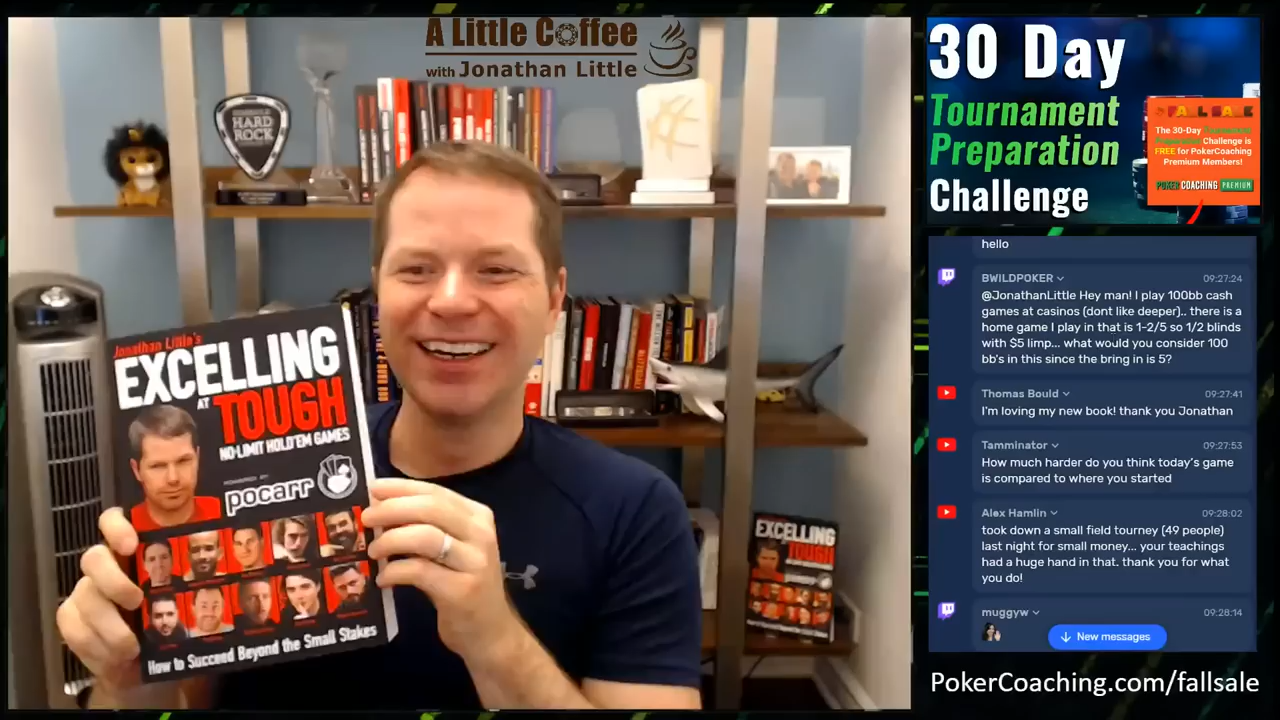 A Little Coffee
with Jonathan Little
HARD
ROCK
Jonathan Little's
EXCELLING
AT TOUGH
NO-LIMIT HOLD'EM GAMES
POWERED BY
pocarr
How to Succeed Beyond the Small Stakes
EXCELLING
TOUGH
30 Day
Tournament
Preparation
Challenge
FALL SALE
The 30-Day Tournament
Preparation Challenge is
FREE for PokerCoaching
Premium Members!
POKER COACHING PREMIUM
hello
BWILDPOKER
09:27:24
@JonathanLittle Hey man! I play 100bb cash
games at casinos (dont like deeper).. there is a
home game I play in that is 1-2/5 so 1/2 blinds
with $5 limp... what would you consider 100
bb's in this since the bring in is 5?
Thomas Bould
09:27:41
I'm loving my new book! thank you Jonathan
Tamminator
09:27:53
How much harder do you think today's game
is compared to where you started
Alex Hamlin
09:28:02
took down a small field tourney (49 people)
last night for small money... your teachings
had a huge hand in that. thank you for what
you do!
muggyw
09:28:14
New messages
PokerCoaching.com/fallsale